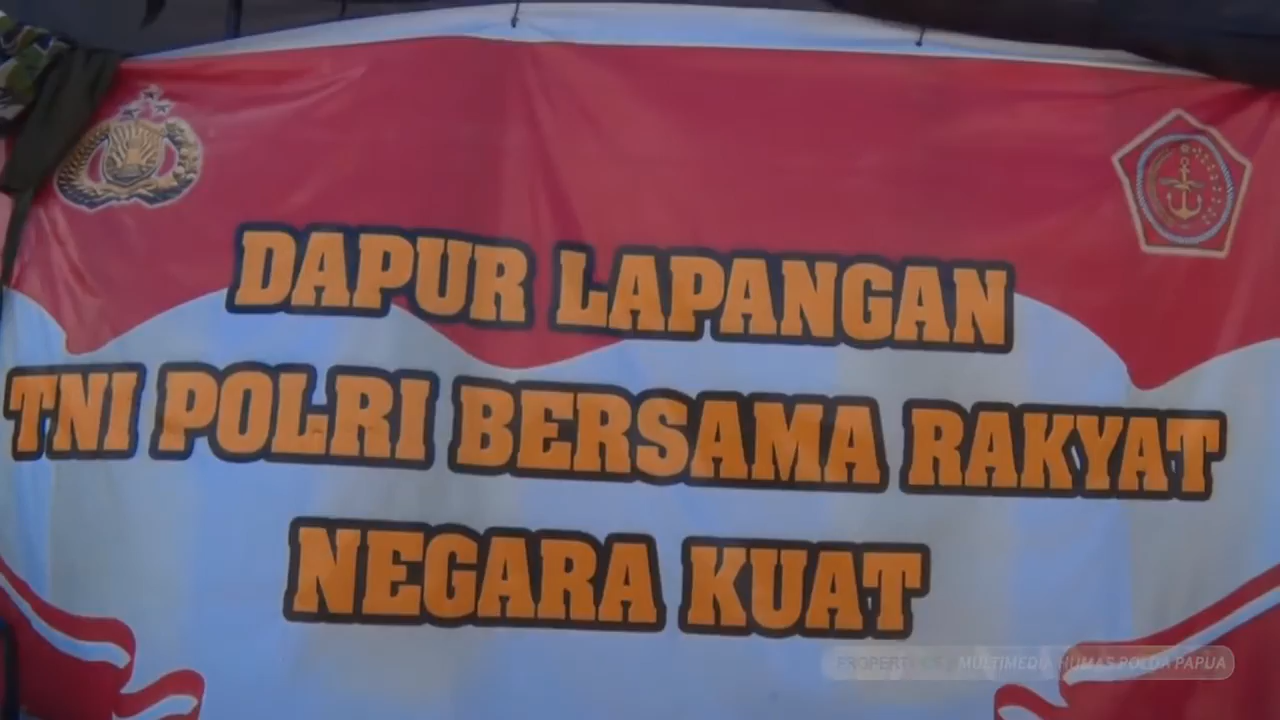 DAPUR LAPANGAN
TNI POLRI BERSAMA RAKYAT
NEGARA KUAT
PROPERTY OF MULTIMEDIA HUMAS POLDA PAPUA